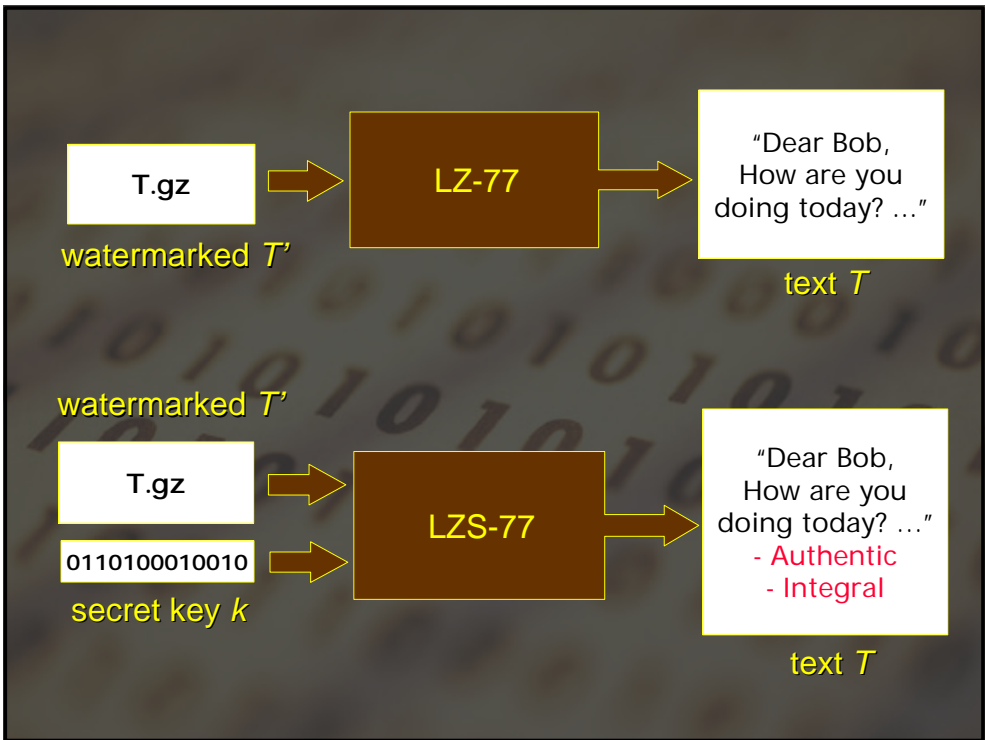 T.gz
watermarked T'
LZ-77
“Dear Bob,
How are you
doing today? …”
text T
watermarked T'
T.gz
0110100010010
secret key k
LZS-77
“Dear Bob,
How are you
doing today? …”
- Authentic
- Integral
text T